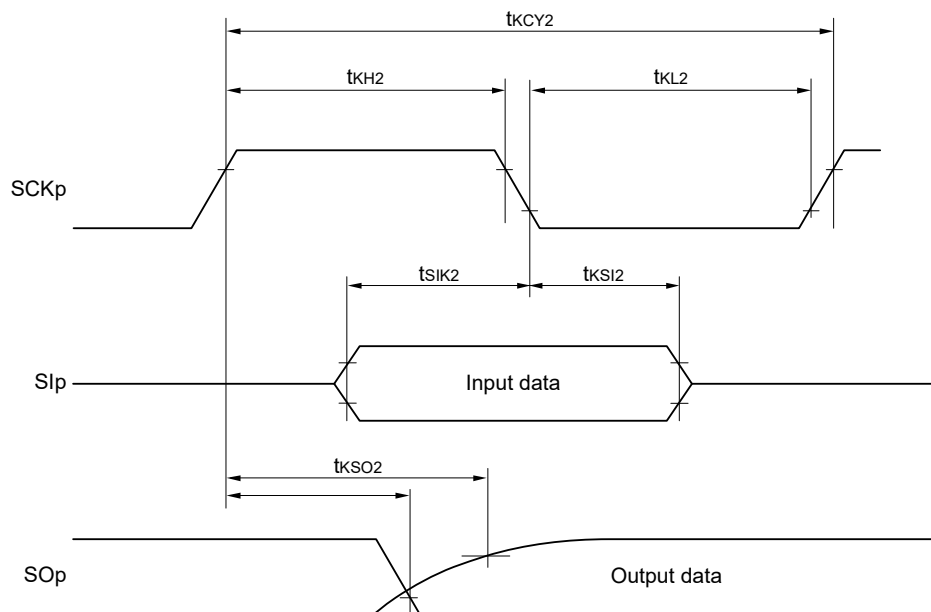 tKCY2
tKH2
tKL2
SCKp
tSIK2
tKSI2
SIp
Input data
tKSO2
SOp
Output data